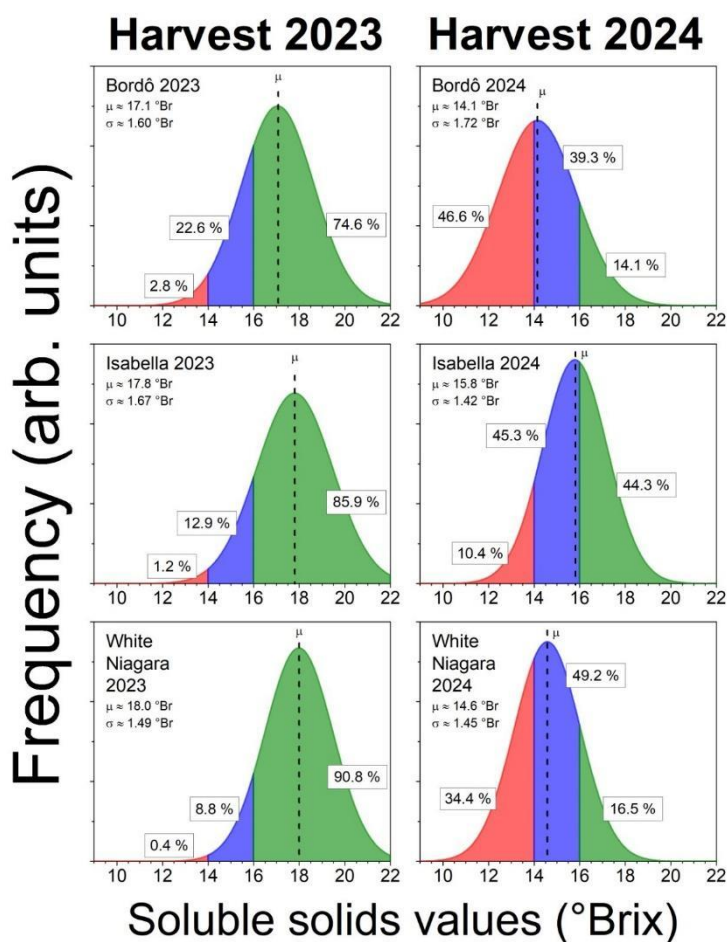 Harvest 2023 Harvest 2024
Bordô 2023
μ ≈ 17.1 °Br
σ ≈ 1.60 °Br
μ
22.6 %
74.6 %
2.8 %
10 12 14 16 18 20 22
Bordô 2024
μ ≈ 14.1 °Br
σ ≈ 1.72 °Br
μ
39.3 %
46.6 %
14.1 %
10 12 14 16 18 20 22
Isabella 2023
μ ≈ 17.8 °Br
σ ≈ 1.67 °Br
μ
85.9 %
12.9 %
1.2 %
10 12 14 16 18 20 22
Isabella 2024
μ ≈ 15.8 °Br
σ ≈ 1.42 °Br
μ
45.3 %
44.3 %
10.4 %
10 12 14 16 18 20 22
White
Niagara
2023
μ ≈ 18.0 °Br
σ ≈ 1.49 °Br
μ
90.8 %
8.8 %
0.4 %
10 12 14 16 18 20 22
White
Niagara
2024
μ ≈ 14.6 °Br
σ ≈ 1.45 °Br
μ
49.2 %
34.4 %
16.5 %
10 12 14 16 18 20 22
Frequency (arb. units)
Soluble solids values (°Brix)